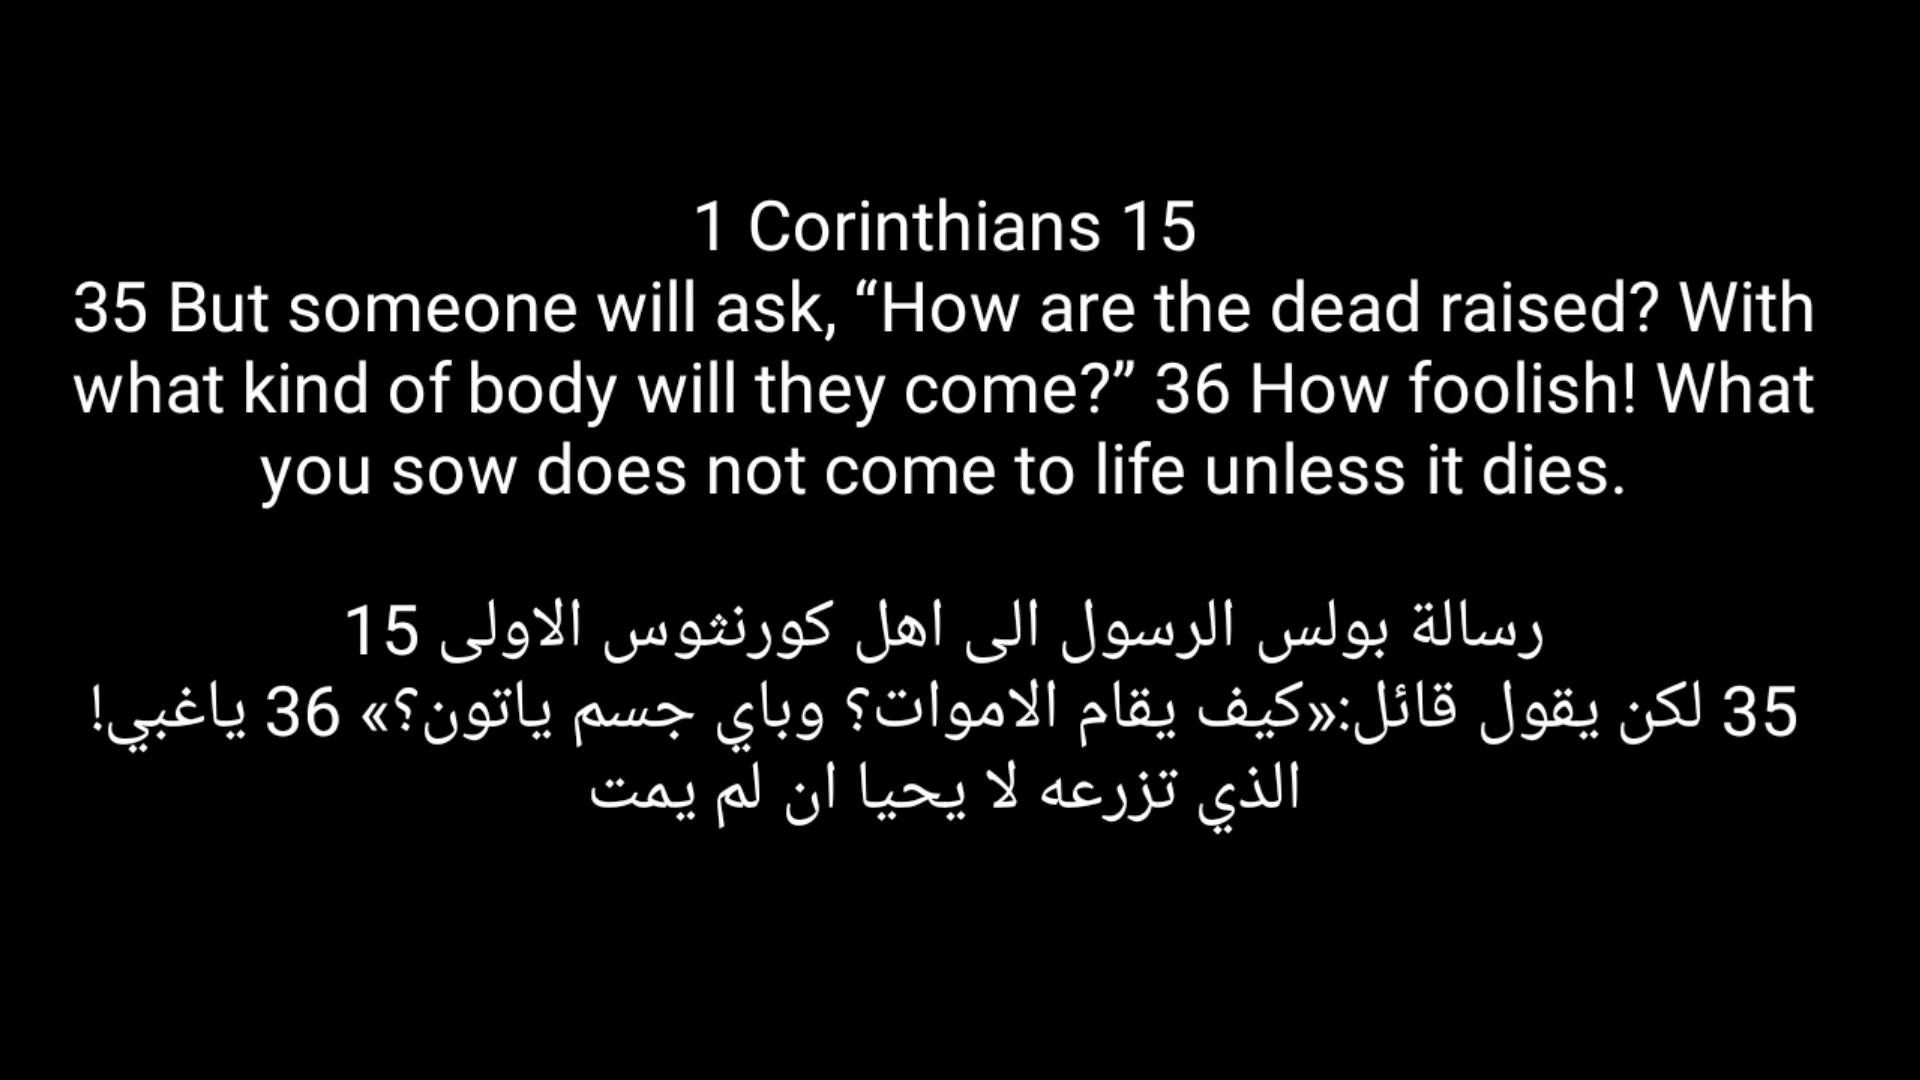 1 Corinthians 15
35 But someone will ask, “How are the dead raised? With
what kind of body will they come?” 36 How foolish! What
you sow does not come to life unless it dies.
رسالة بولس الرسول الى اهل كورنثوس الاولى 15
35 لكن يقول قائل:«كيف يقام الاموات؟ وباي جسم ياتون؟» 36 ياغبي!
الذي تزرعه لا يحيا ان لم يمت